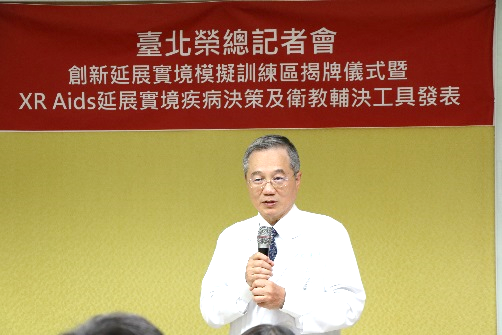 臺北榮總記者會
創新延展實境模擬訓練區揭牌儀式暨
XR Aids延展實境疾病決策及衛教輔決工具發表